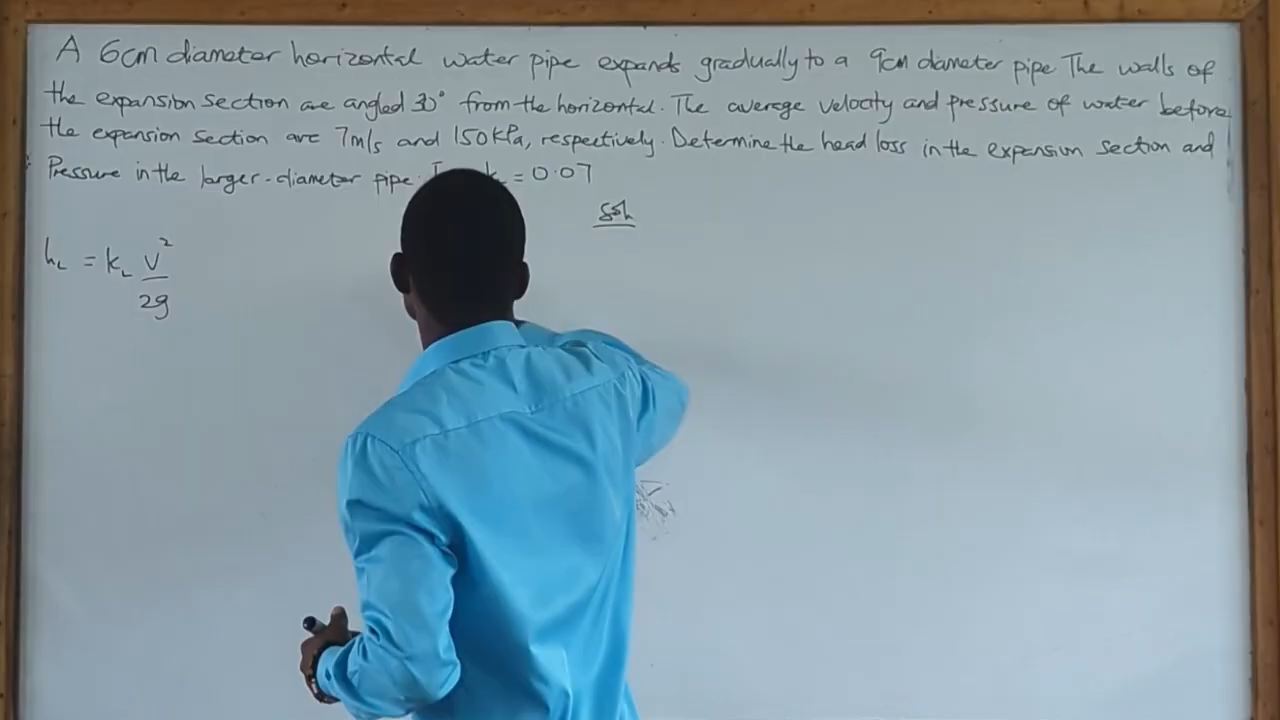 A 6cm diameter horizontal water pipe expands gradually to a 9cm diameter pipe The walls of
the expansion section are angled 30° from the horizontal. The average velocity and pressure of water before
the expansion section are 7m/s and 150kPa, respectively. Determine the head loss in the expansion section and
Pressure in the larger-diameter pipe. = 0.07
Soln
h_L = k_L V²/2g